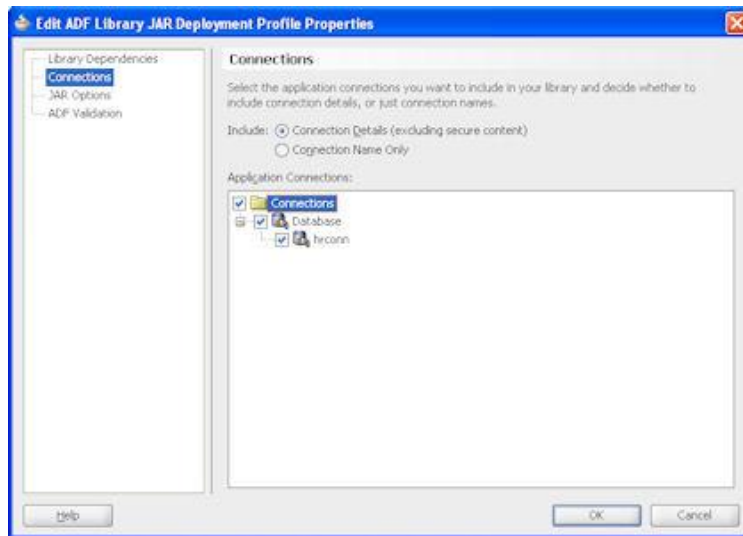 Edit ADF Library JAR Deployment Profile Properties
Library Dependencies
Connections
JAR Options
ADF Validation
Connections
Select the application connections you want to include in your library and decide whether to
include connection details, or just connection names.
Include: Connection Details (excluding secure content)
Connection Name Only
Application Connections:
Connections
Database
hrconn
Help
OK
Cancel